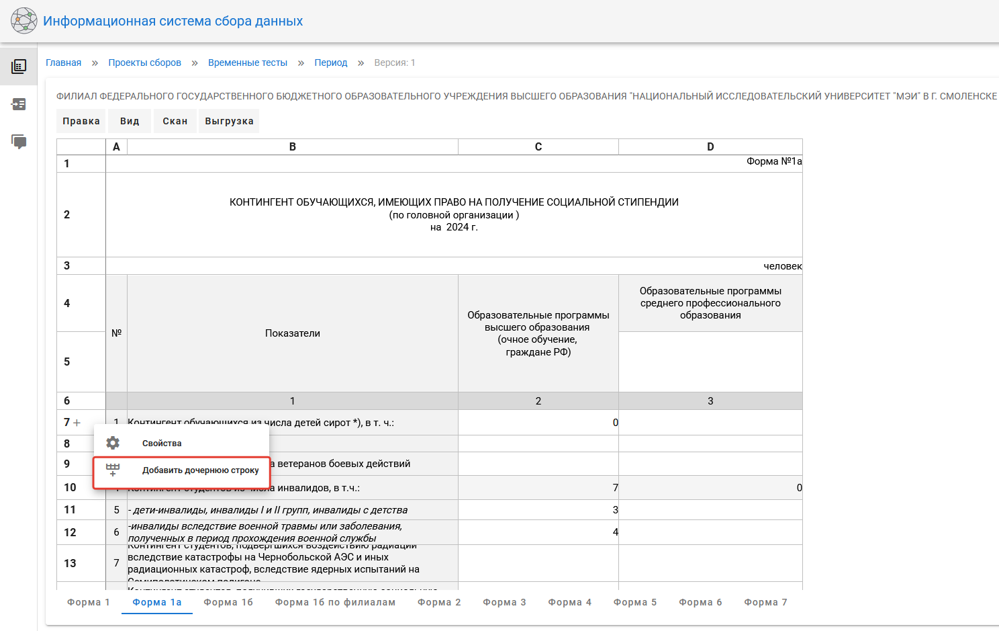 Информационная система сбора данных
Главная » Проекты сборов » Временные тесты » Период » Версия: 1
ФИЛИАЛ ФЕДЕРАЛЬНОГО ГОСУДАРСТВЕННОГО БЮДЖЕТНОГО ОБРАЗОВАТЕЛЬНОГО УЧРЕЖДЕНИЯ ВЫСШЕГО ОБРАЗОВАНИЯ "НАЦИОНАЛЬНЫЙ ИССЛЕДОВАТЕЛЬСКИЙ УНИВЕРСИТЕТ "МЭИ" В Г. СМОЛЕНСКЕ
Правка Вид Скан Выгрузка
A B C D
1 Форма №1а
2
КОНТИНГЕНТ ОБУЧАЮЩИХСЯ, ИМЕЮЩИХ ПРАВО НА ПОЛУЧЕНИЕ СОЦИАЛЬНОЙ СТИПЕНДИИ
(по головной организации )
на 2024 г.
3 человек
4
5
№
Показатели
Образовательные программы
высшего образования
(очное обучение,
граждане РФ)
Образовательные программы
среднего профессионального
образования
6 1 2 3
7 + 1 Контингент обучающихся из числа детей сирот *), в т. ч.: 0
8
Свойства
9 а ветеранов боевых действий
Добавить дочернюю строку
10 Контингент студентов из числа инвалидов, в т.ч.: 7 0
11 5 - дети-инвалиды, инвалиды I и II групп, инвалиды с детства 3
12 6 -инвалиды вследствие военной травмы или заболевания,
полученных в период прохождения военной службы 4
13 7 Контингент студентов, подвергшихся воздействию радиации
вследствие катастрофы на Чернобольской АЭС и иных
радиационных катастроф, вследствие ядерных испытаний на
Семипалатинском полигоне
Форма 1 Форма 1а Форма 1б Форма 1б по филиалам Форма 2 Форма 3 Форма 4 Форма 5 Форма 6 Форма 7